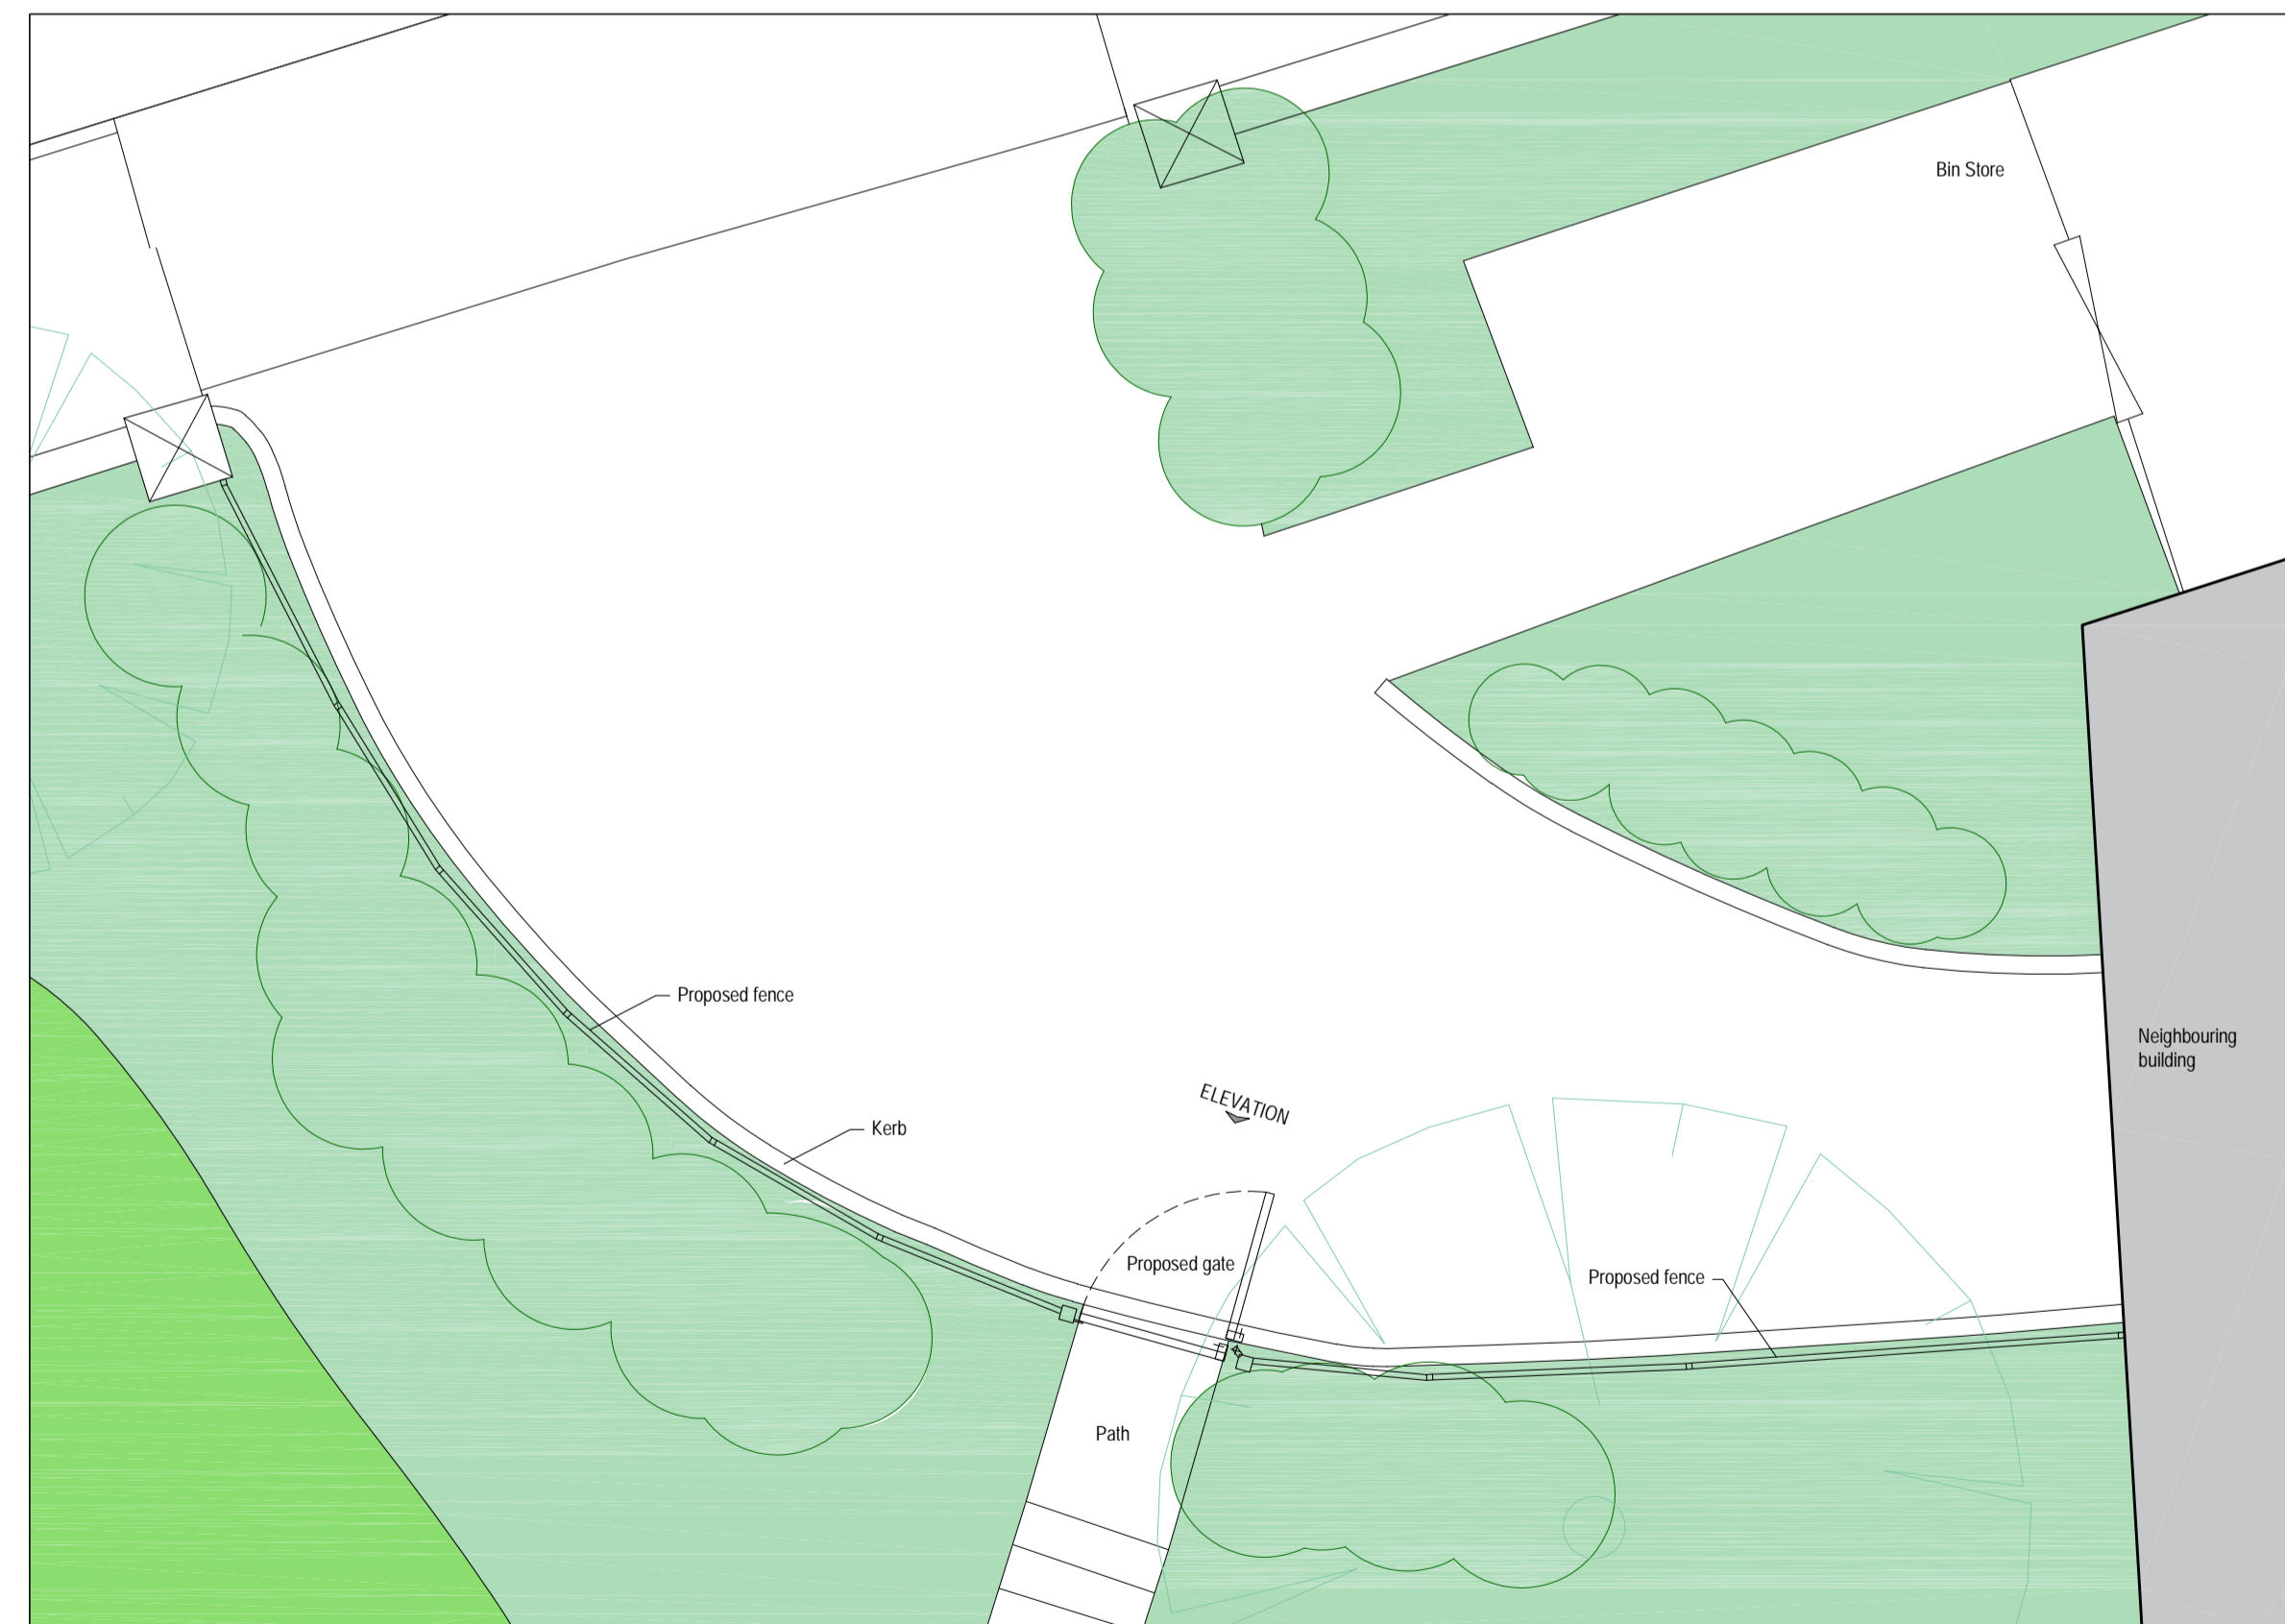 Bin Store
Proposed fence
Neighbouring
building
ELEVATION
Kerb
Proposed gate
Proposed fence
Path